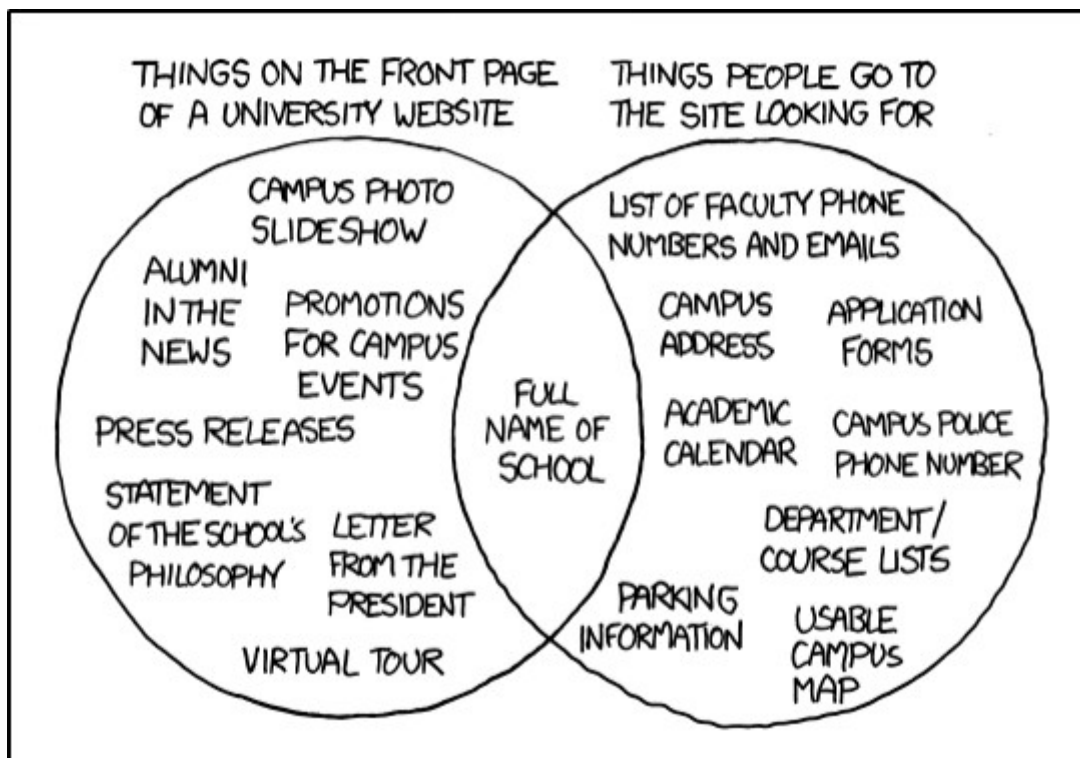 THINGS ON THE FRONT PAGE
OF A UNIVERSITY WEBSITE
THINGS PEOPLE GO TO
THE SITE LOOKING FOR
CAMPUS PHOTO
SLIDESHOW
ALUMNI
IN THE
NEWS
PROMOTIONS
FOR CAMPUS
EVENTS
PRESS RELEASES
STATEMENT
OF THE SCHOOL'S
PHILOSOPHY
LETTER
FROM THE
PRESIDENT
VIRTUAL TOUR
FULL
NAME OF
SCHOOL
LIST OF FACULTY PHONE
NUMBERS AND EMAILS
CAMPUS
ADDRESS
APPLICATION
FORMS
ACADEMIC
CALENDAR
CAMPUS POLICE
PHONE NUMBER
DEPARTMENT/
COURSE LISTS
PARKING
INFORMATION
USABLE
CAMPUS
MAP